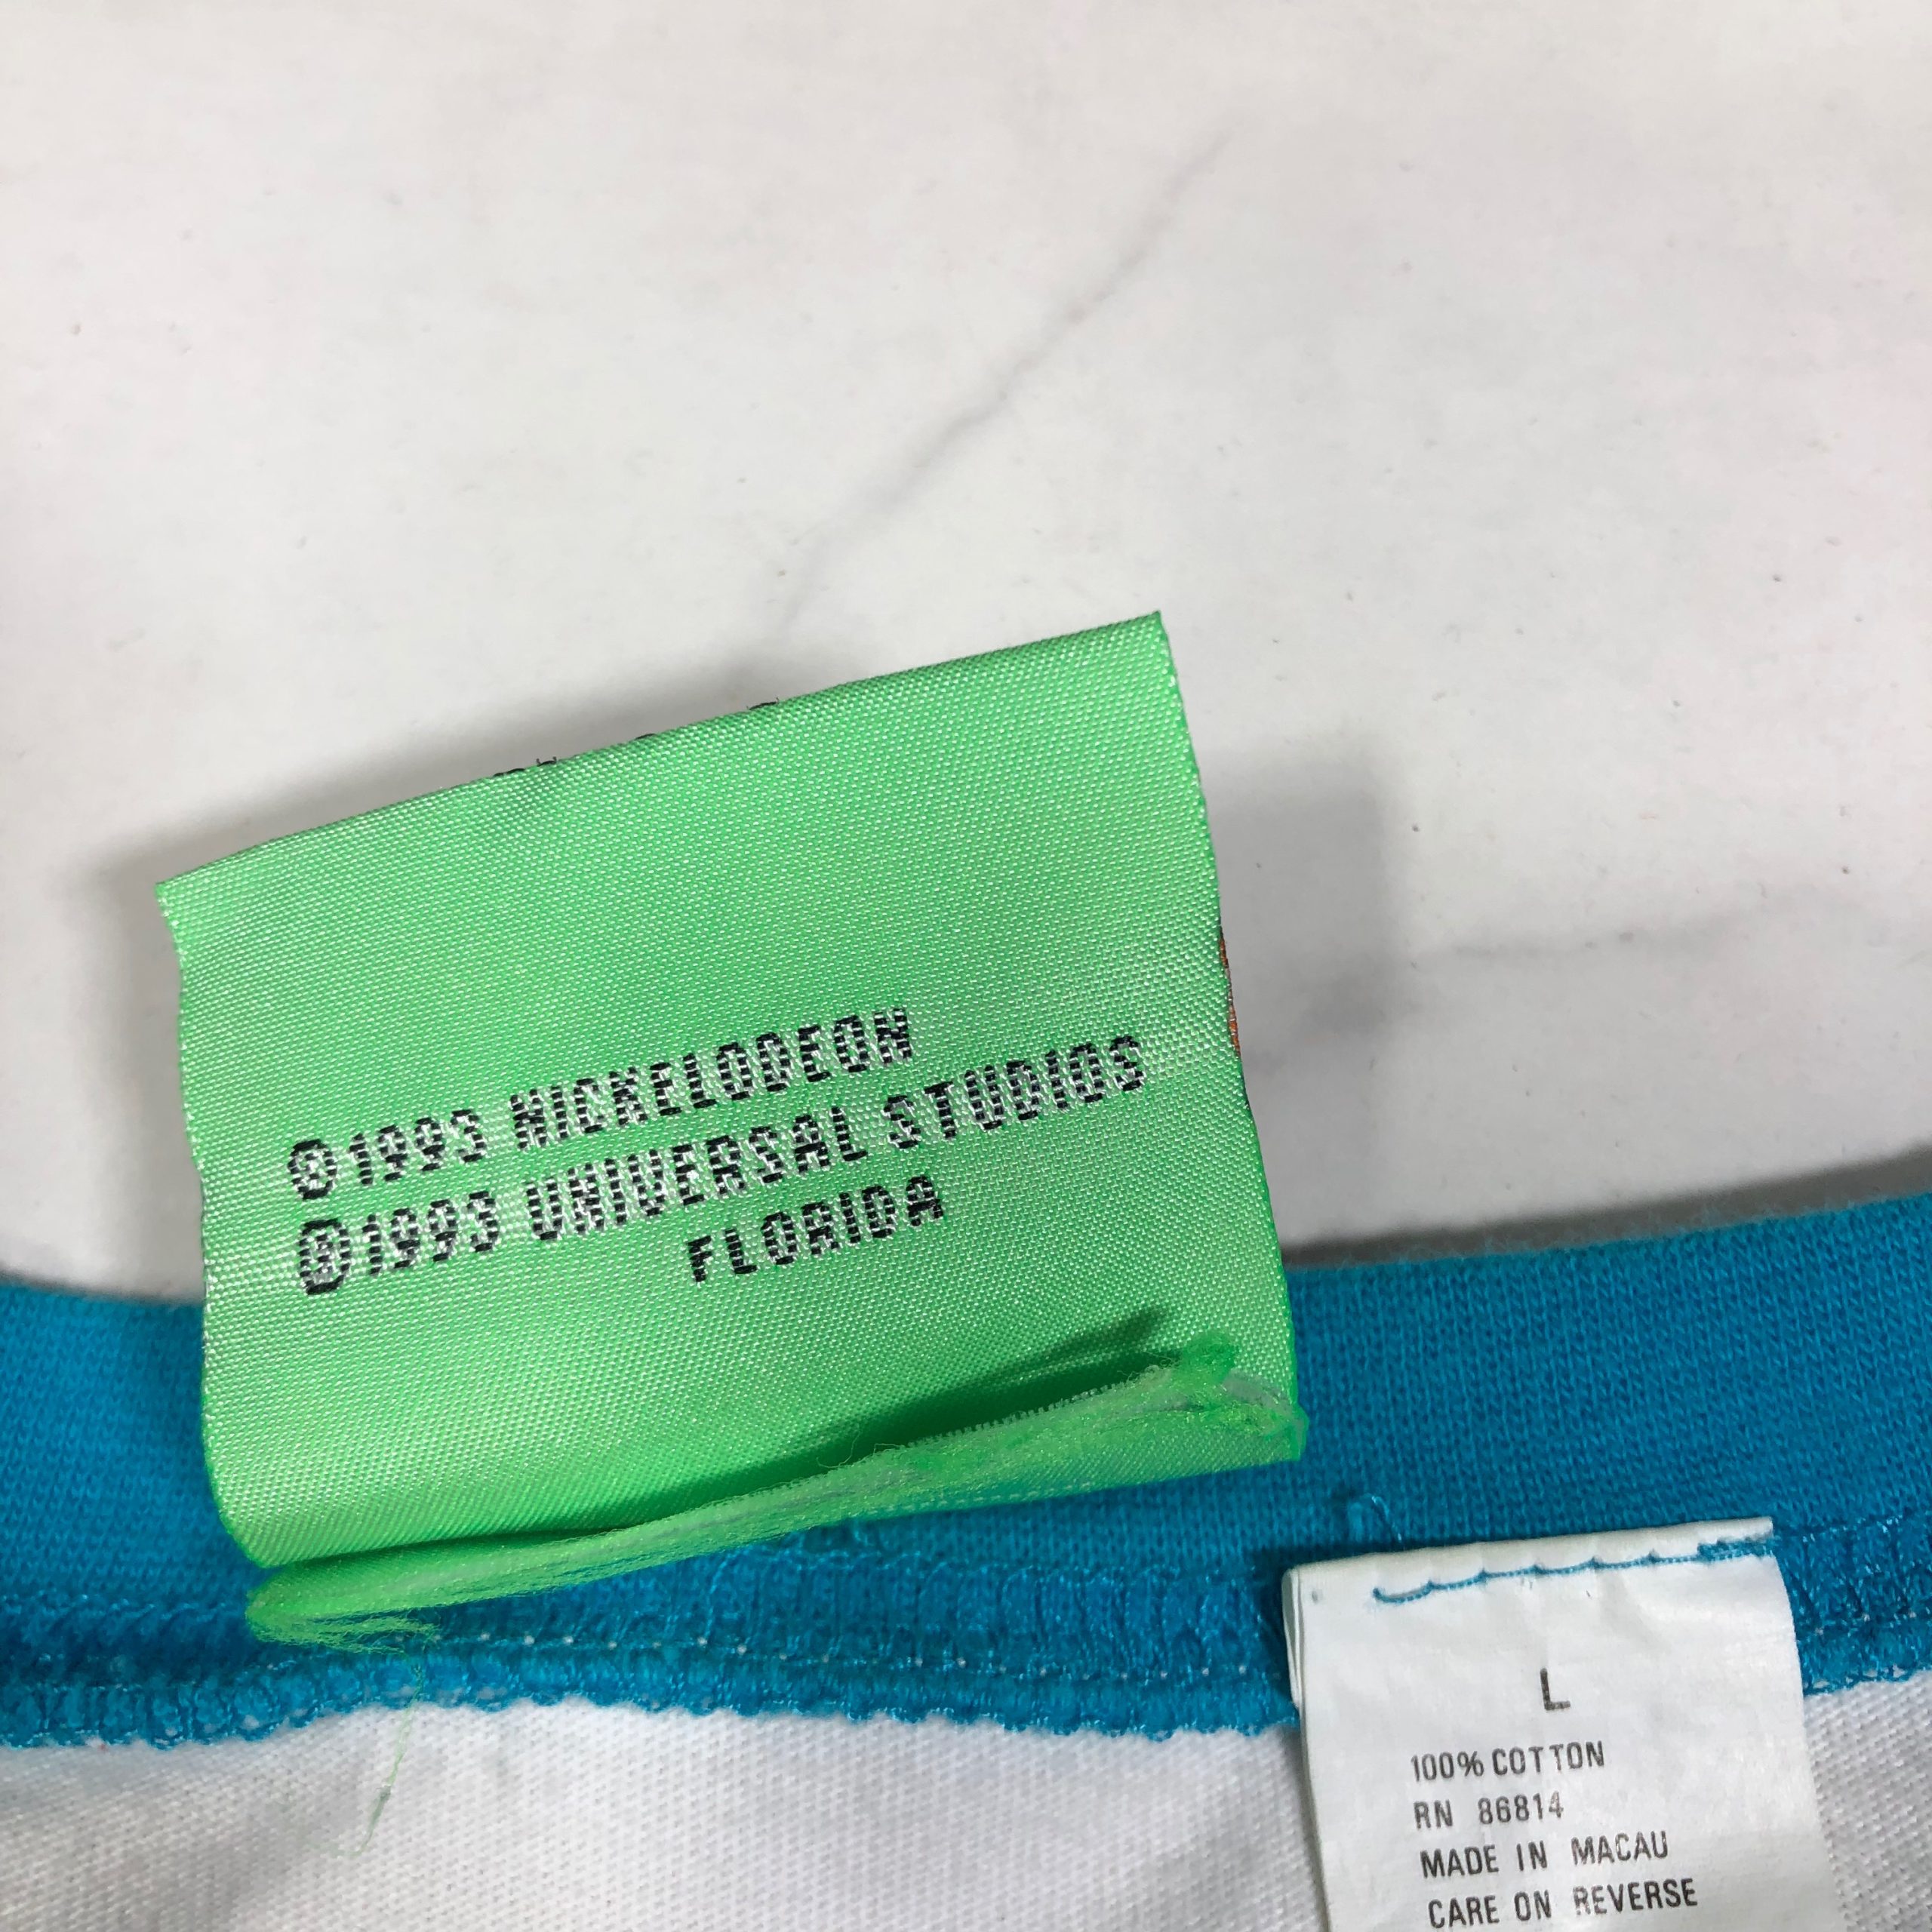 ©1993 NICKELODEON
©1993 UNIVERSAL STUDIOS
FLORIDA
L
100% COTTON
RN 86814
MADE IN MACAU
CARE ON REVERSE